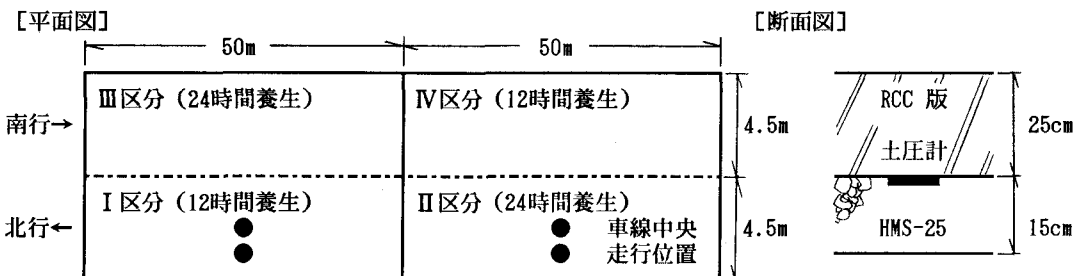 [平面図]
[断面図]
50m
50m
Ⅲ区分 (24時間養生)
Ⅳ区分 (12時間養生)
南行→
4.5m
Ⅰ区分 (12時間養生)
Ⅱ区分 (24時間養生)
北行←
車線中央
走行位置
4.5m
RCC 版
25cm
土圧計
HMS-25
15cm